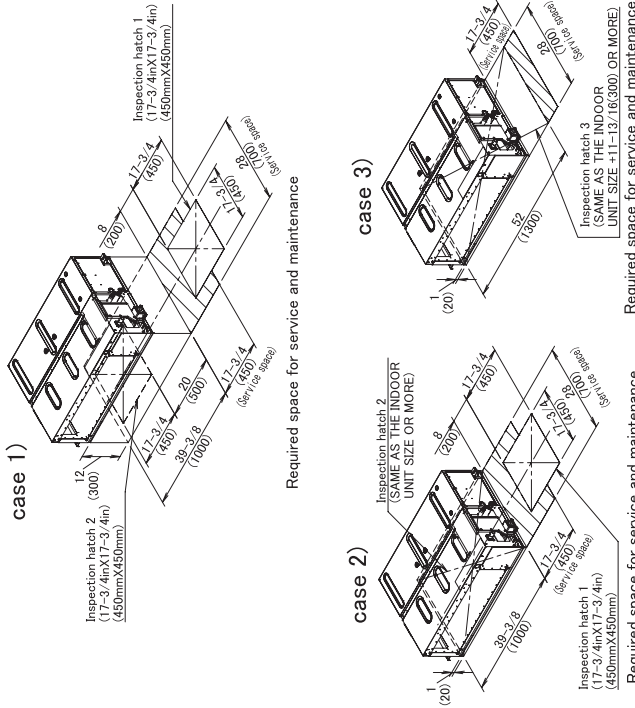 case 1)
Inspection hatch 2
(17-3/4inX17-3/4in)
(450mmX450mm)
12
(300)
17-3/4
(450)
39-3/8
(1000)
20
(500)
17-3/4
(450)
(Service space)
8
(200)
17-3/4
(450)
17-3/4
(450)
28
(700)
(Service space)
Inspection hatch 1
(17-3/4inX17-3/4in)
(450mmX450mm)
Required space for service and maintenance
case 2)
Inspection hatch 2
(SAME AS THE INDOOR
UNIT SIZE OR MORE)
1
(20)
39-3/8
(1000)
17-3/4
(450)
(Service space)
8
(200)
17-3/4
(450)
17-3/4
(450)
28
(700)
(Service space)
Inspection hatch 1
(17-3/4inX17-3/4in)
(450mmX450mm)
Required space for service and maintenance
case 3)
1
(20)
52
(1300)
17-3/4
(450)
(Service space)
28
(700)
(Service space)
Inspection hatch 3
(SAME AS THE INDOOR
UNIT SIZE +11-13/16(300) OR MORE)
Required space for service and maintenance